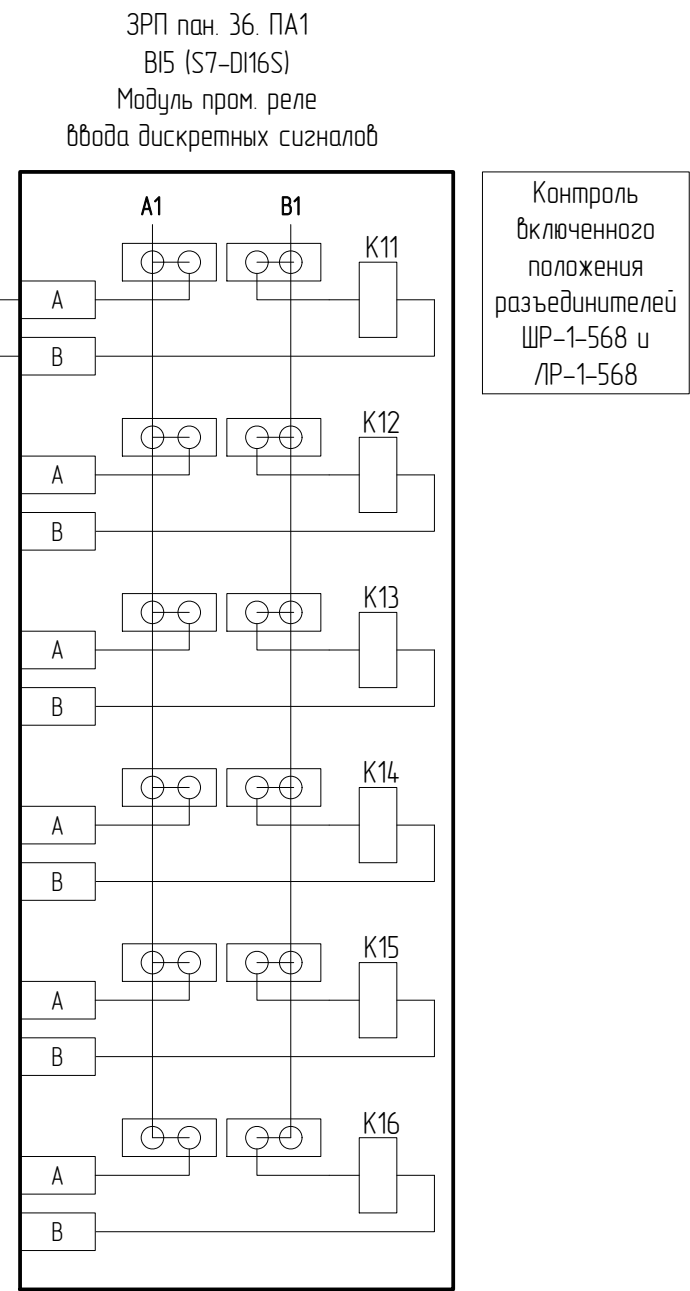 ЗРП пан. 36. ПА1
BI5 (S7-DI16S)
Модуль пром. реле
ввода дискретных сигналов
A1 B1
K11
A
B
Контроль
включенного
положения
разъединителей
ШР-1-568 и
ЛР-1-568
K12
A
B
K13
A
B
K14
A
B
K15
A
B
K16
A
B